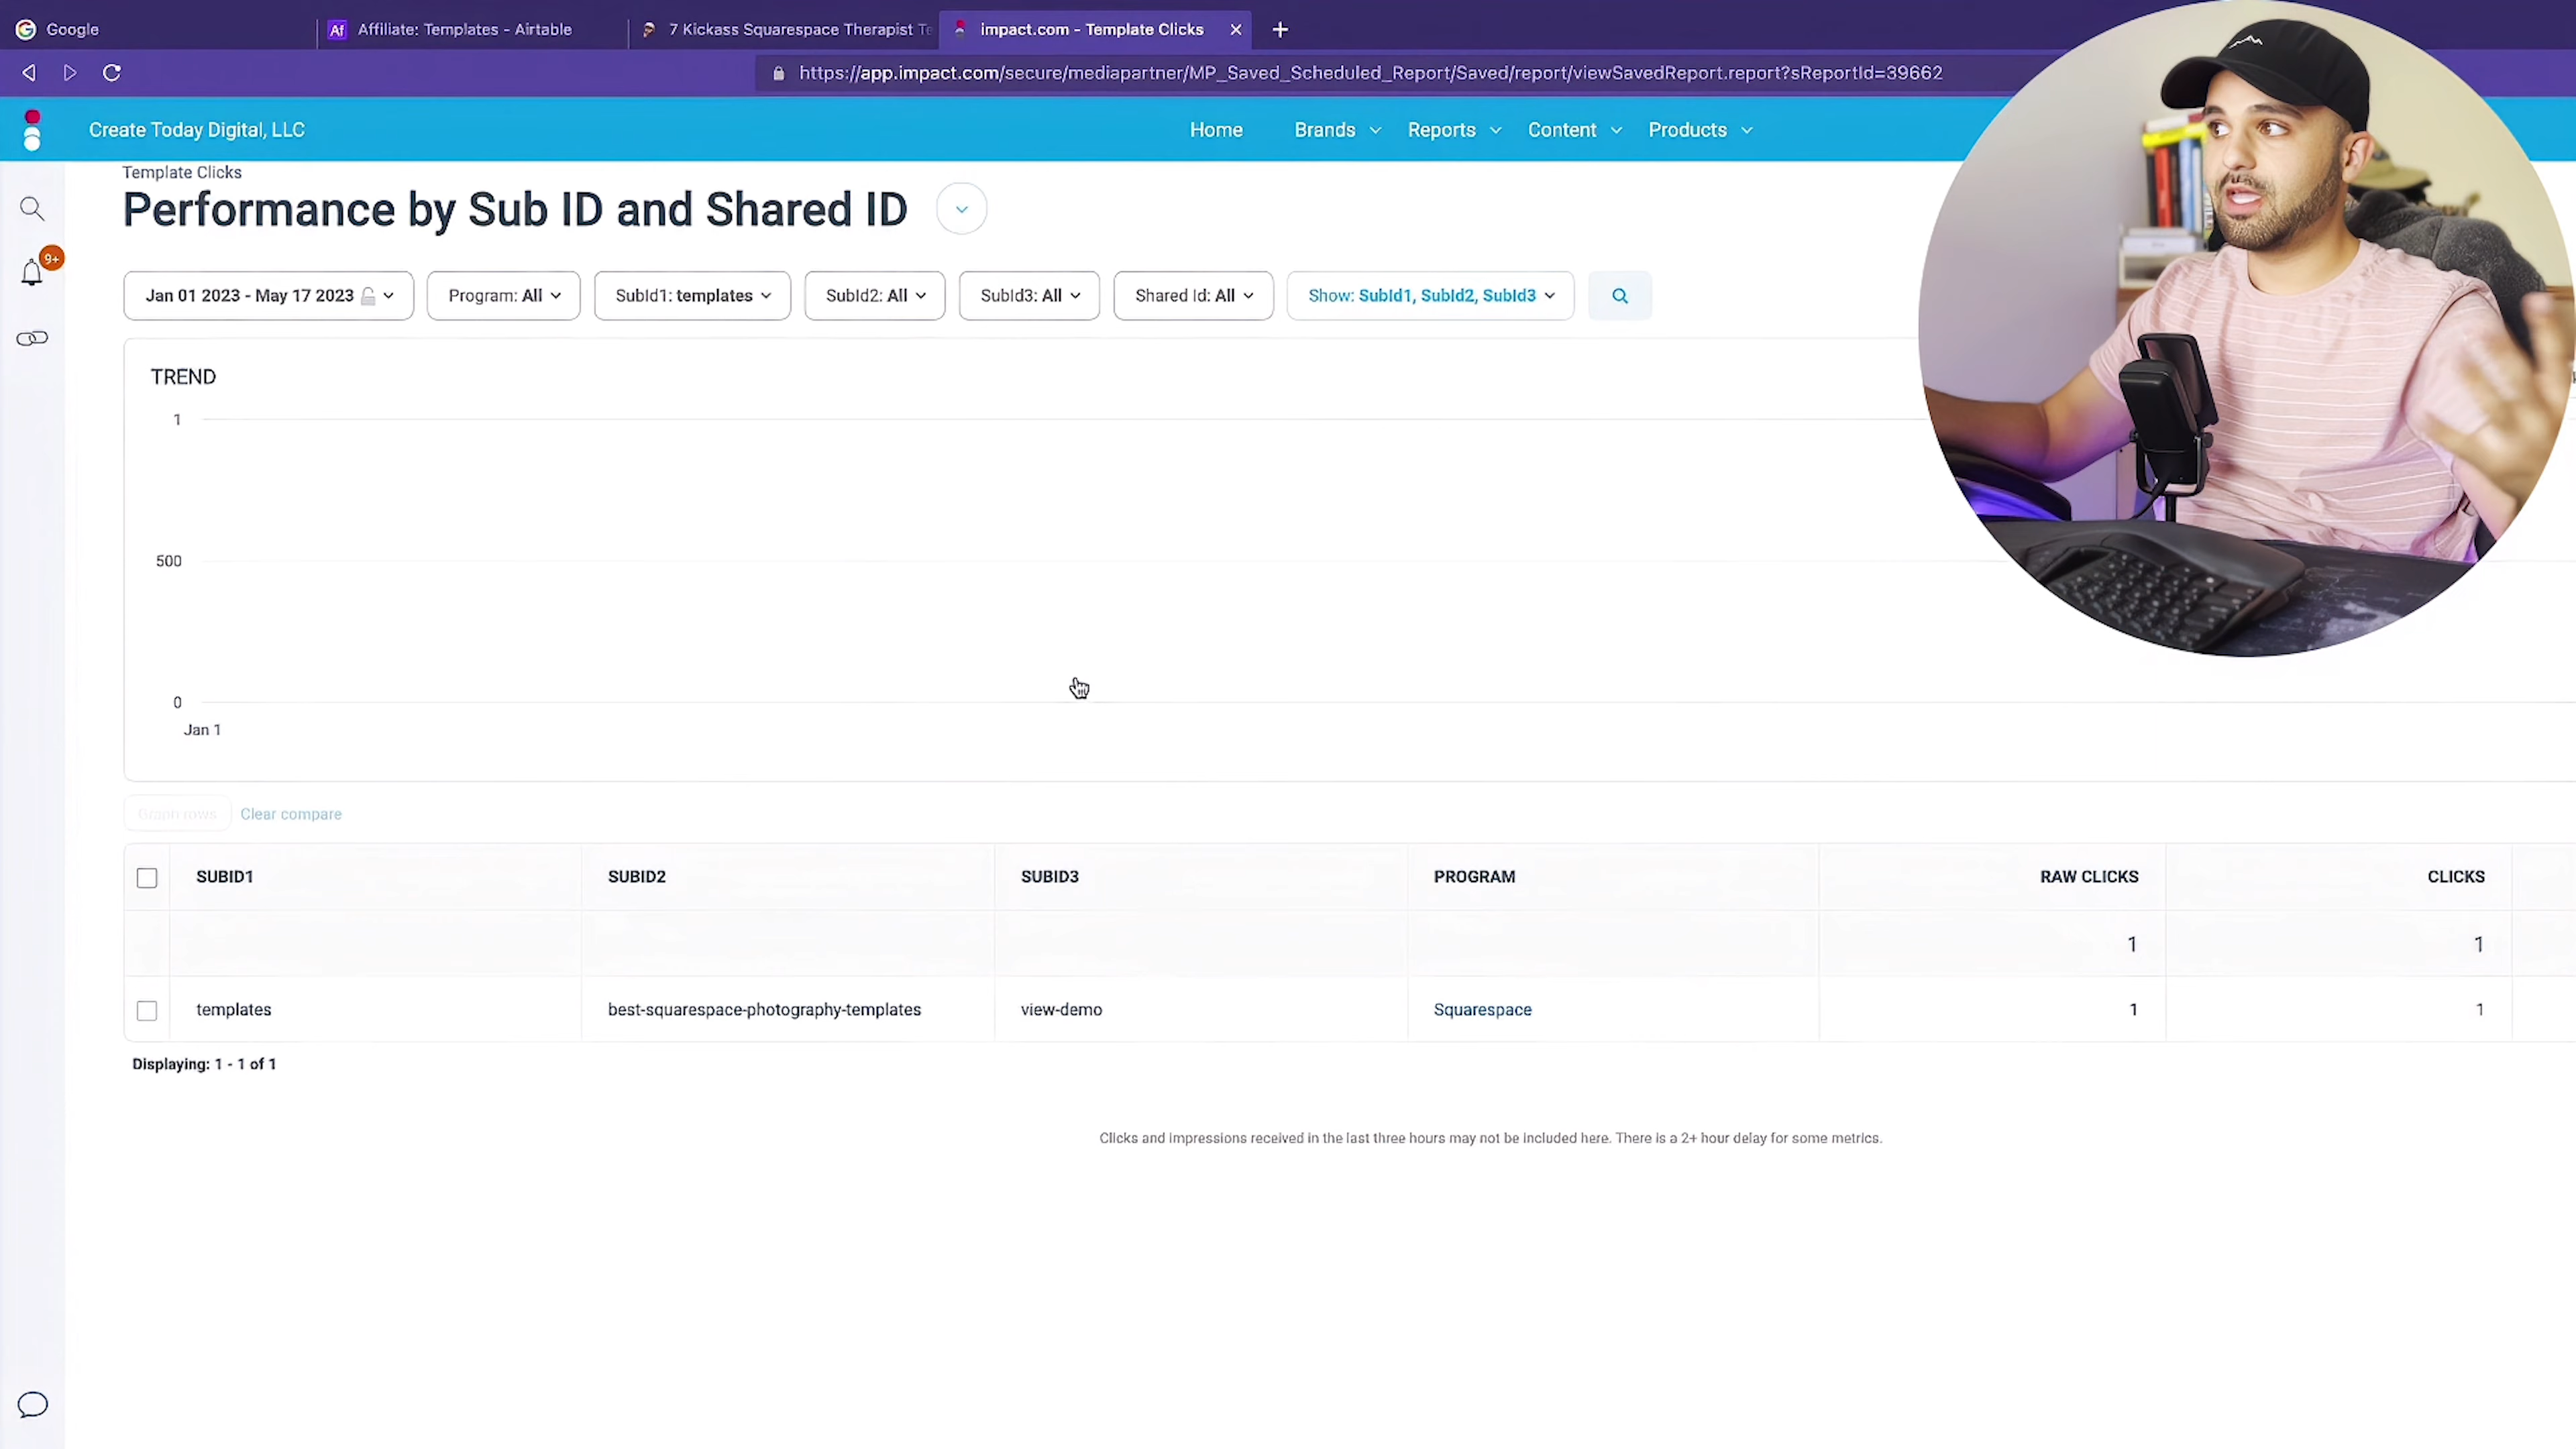 Google
Affiliate: Templates - Airtable
7 Kickass Squarespace Therapist Te
impact.com - Template Clicks
https://app.impact.com/secure/mediapartner/MP_Saved_Scheduled_Report/Saved/report/viewSavedReport.report?sReportId=39662
Create Today Digital, LLC
Home
Brands
Reports
Content
Products
Template Clicks
Performance by Sub ID and Shared ID
9+
Jan 01 2023 - May 17 2023
Program: All
SubId1: templates
SubId2: All
SubId3: All
Shared Id: All
Show: SubId1, SubId2, SubId3
TREND
1
500
0
Jan 1
Graph rows
Clear compare
SUBID1 SUBID2 SUBID3 PROGRAM RAW CLICKS CLICKS
1 1
templates best-squarespace-photography-templates view-demo Squarespace 1 1
Displaying: 1 - 1 of 1
Clicks and impressions received in the last three hours may not be included here. There is a 2+ hour delay for some metrics.